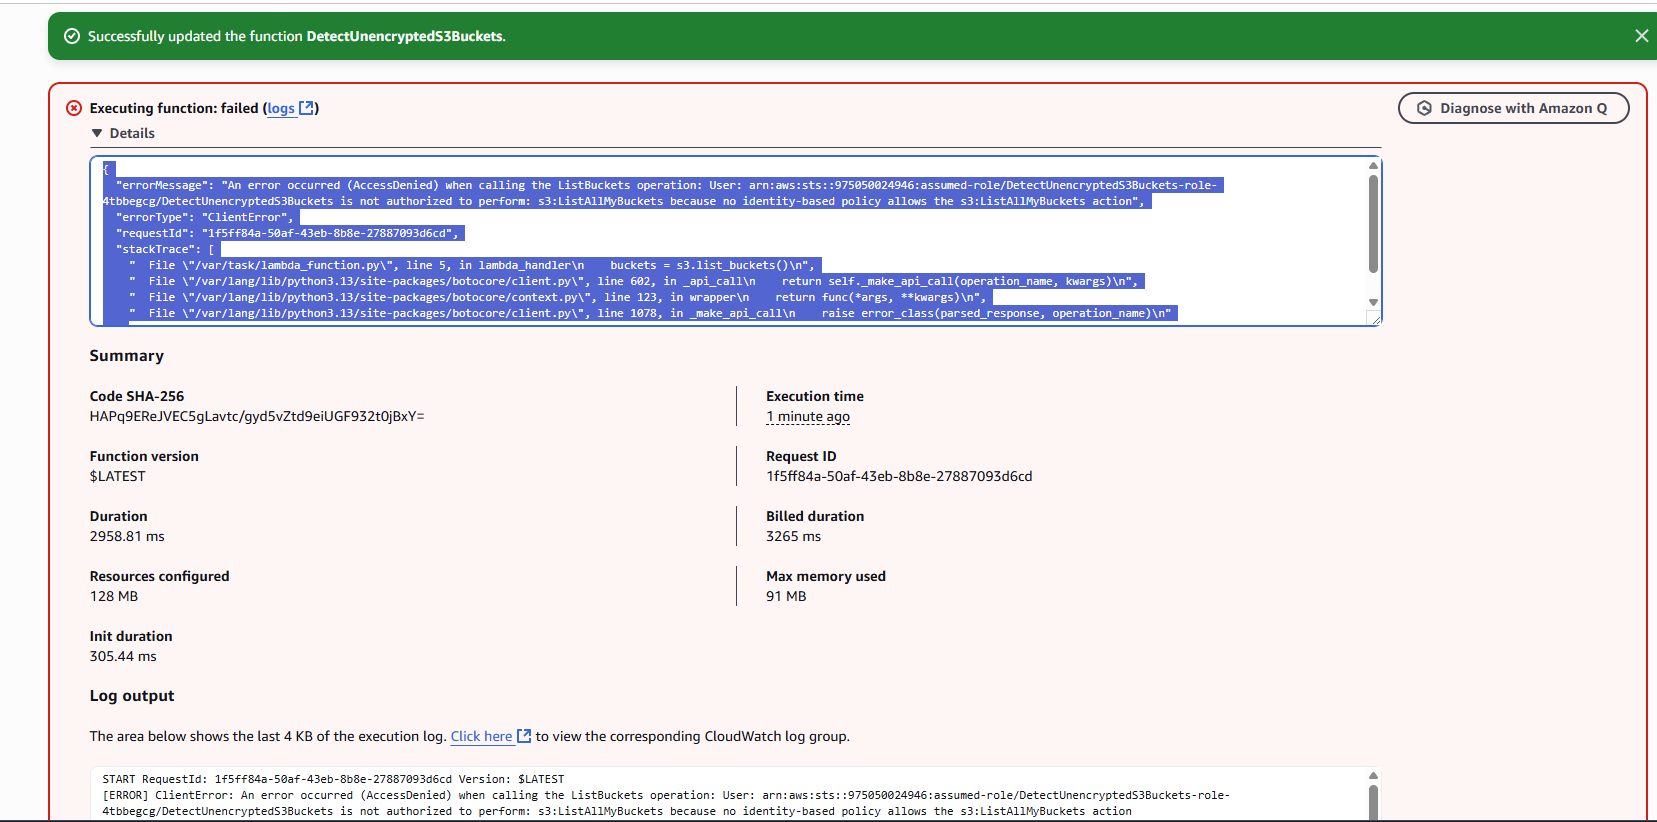 Successfully updated the function DetectUnencryptedS3Buckets.
Executing function: failed (logs)
Diagnose with Amazon Q
Details
{
"errorMessage": "An error occurred (AccessDenied) when calling the ListBuckets operation: User: arn:aws:sts::975050024946:assumed-role/DetectUnencryptedS3Buckets-role-
4tbbegcg/DetectUnencryptedS3Buckets is not authorized to perform: s3:ListAllMyBuckets because no identity-based policy allows the s3:ListAllMyBuckets action",
"errorType": "ClientError",
"requestId": "1f5ff84a-50af-43eb-8b8e-27887093d6cd",
"stackTrace": [
"  File \"/var/task/lambda_function.py\", line 5, in lambda_handler\n    buckets = s3.list_buckets()\n",
"  File \"/var/lang/lib/python3.13/site-packages/botocore/client.py\", line 602, in _api_call\n    return self._make_api_call(operation_name, kwargs)\n",
"  File \"/var/lang/lib/python3.13/site-packages/botocore/context.py\", line 123, in wrapper\n    return func(*args, **kwargs)\n",
"  File \"/var/lang/lib/python3.13/site-packages/botocore/client.py\", line 1078, in _make_api_call\n    raise error_class(parsed_response, operation_name)\n"
Summary
Code SHA-256
HAPq9EReJVEC5gLavtc/gyd5vZtd9eiUGF932t0jBxY=
Execution time
1 minute ago
Function version
$LATEST
Request ID
1f5ff84a-50af-43eb-8b8e-27887093d6cd
Duration
2958.81 ms
Billed duration
3265 ms
Resources configured
128 MB
Max memory used
91 MB
Init duration
305.44 ms
Log output
The area below shows the last 4 KB of the execution log. Click here to view the corresponding CloudWatch log group.
START RequestId: 1f5ff84a-50af-43eb-8b8e-27887093d6cd Version: $LATEST
[ERROR] ClientError: An error occurred (AccessDenied) when calling the ListBuckets operation: User: arn:aws:sts::975050024946:assumed-role/DetectUnencryptedS3Buckets-role-
4tbbegcg/DetectUnencryptedS3Buckets is not authorized to perform: s3:ListAllMyBuckets because no identity-based policy allows the s3:ListAllMyBuckets action